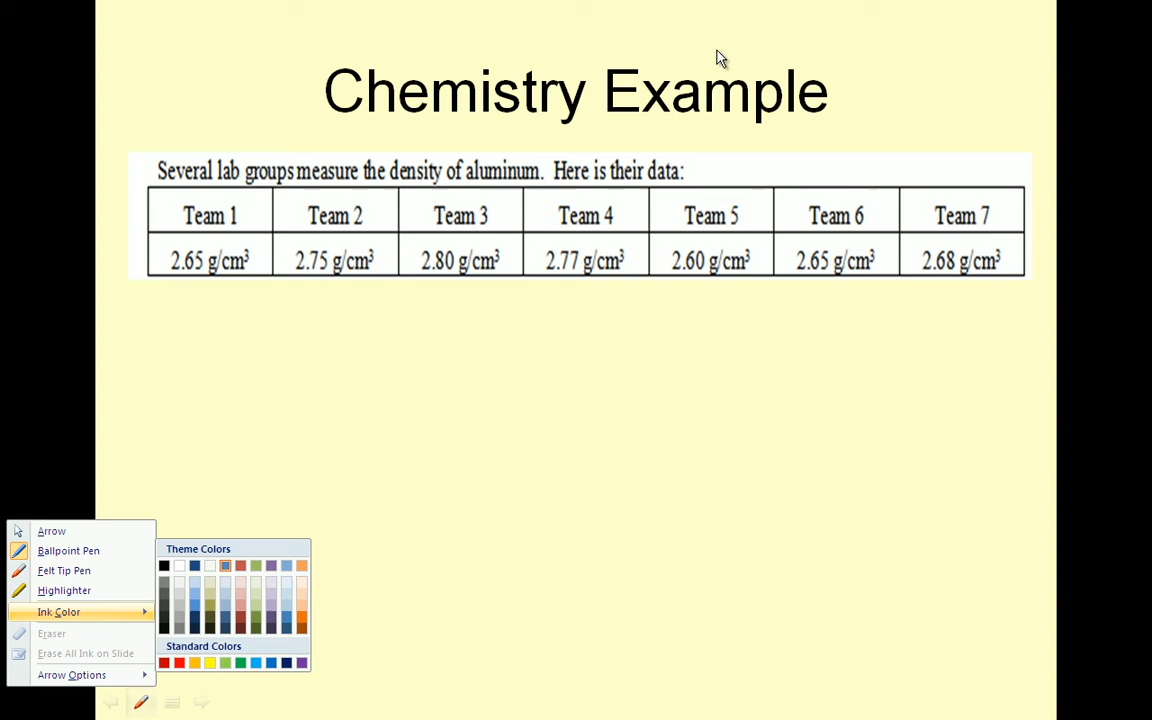 Chemistry Example
Several lab groups measure the density of aluminum. Here is their data:
Team 1 Team 2 Team 3 Team 4 Team 5 Team 6 Team 7
2.65 g/cm³ 2.75 g/cm³ 2.80 g/cm³ 2.77 g/cm³ 2.60 g/cm³ 2.65 g/cm³ 2.68 g/cm³
Arrow
Ballpoint Pen
Felt Tip Pen
Highlighter
Ink Color
Eraser
Erase All Ink on Slide
Arrow Options
Theme Colors
Standard Colors